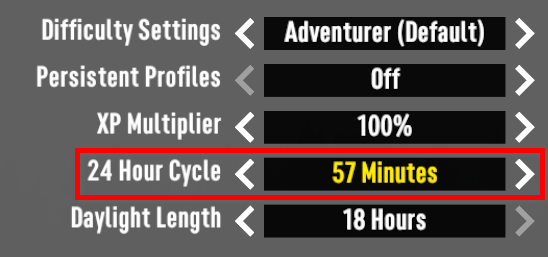 Difficulty Settings Adventurer (Default)
Persistent Profiles Off
XP Multiplier 100%
24 Hour Cycle 57 Minutes
Daylight Length 18 Hours